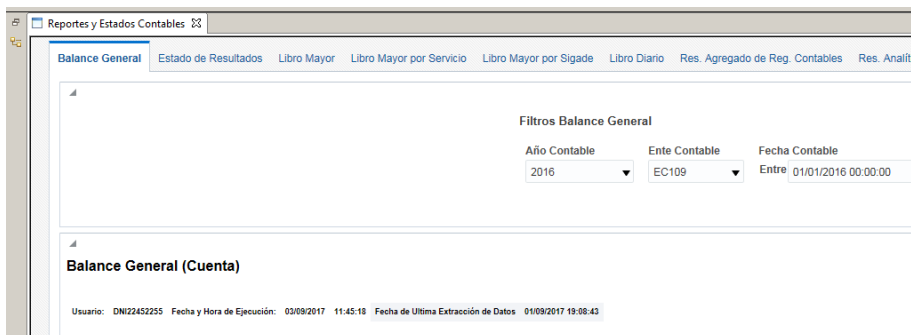 Reportes y Estados Contables
Balance General Estado de Resultados Libro Mayor Libro Mayor por Servicio Libro Mayor por Sigade Libro Diario Res. Agregado de Reg. Contables Res. Analít
Filtros Balance General
Año Contable Ente Contable Fecha Contable
2016 EC109 Entre 01/01/2016 00:00:00
Balance General (Cuenta)
Usuario: DNI22452255 Fecha y Hora de Ejecución: 03/09/2017 11:45:18 Fecha de Ultima Extracción de Datos 01/09/2017 19:08:43